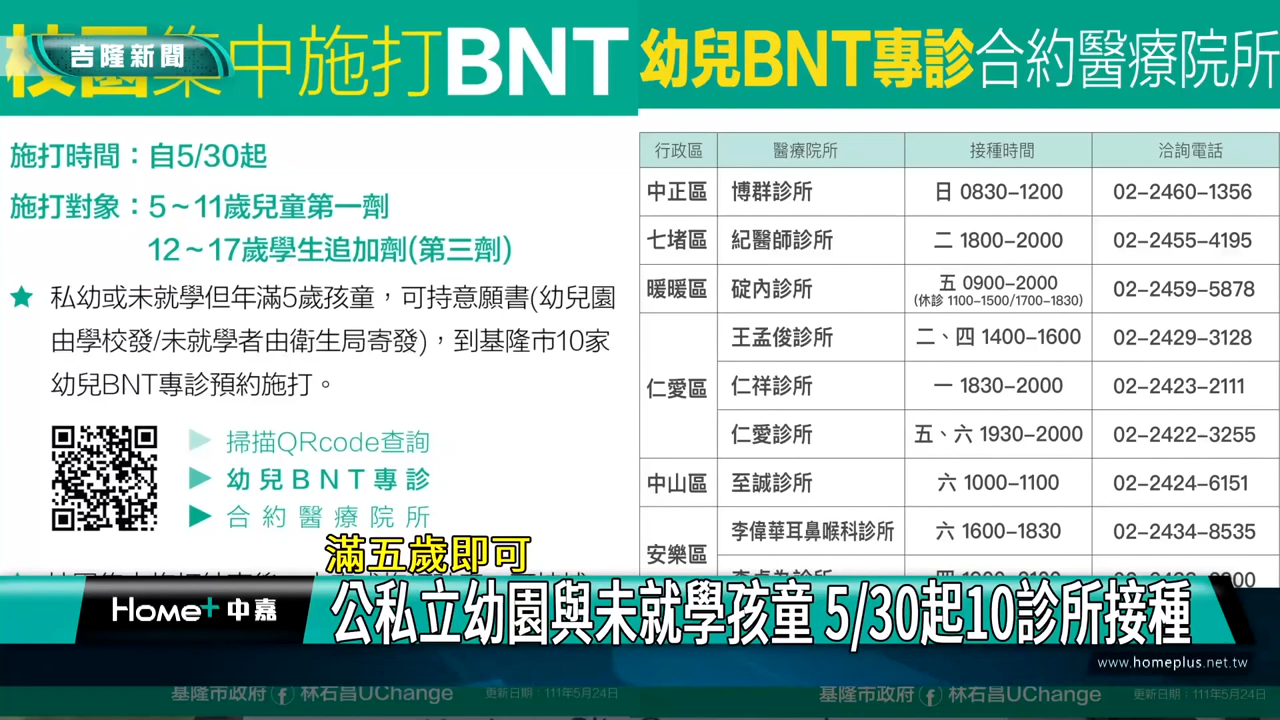 吉隆新聞
校園集中施打BNT
施打時間：自5/30起
施打對象：5～11歲兒童第一劑
12～17歲學生追加劑(第三劑)
★ 私幼或未就學但年滿5歲孩童，可持意願書(幼兒園
由學校發/未就學者由衛生局寄發)，到基隆市10家
幼兒BNT專診預約施打。
掃描QRcode查詢
幼兒BNT專診
合約醫療院所
幼兒BNT專診合約醫療院所
行政區 醫療院所 接種時間 洽詢電話
中正區 博群診所 日 0830-1200 02-2460-1356
七堵區 紀醫師診所 二 1800-2000 02-2455-4195
暖暖區 碇內診所 五 0900-2000 02-2459-5878
(休診 1100-1500/1700-1830)
仁愛區 王孟俊診所 二、四 1400-1600 02-2429-3128
仁祥診所 一 1830-2000 02-2423-2111
仁愛診所 五、六 1930-2000 02-2422-3255
中山區 至誠診所 六 1000-1100 02-2424-6151
安樂區 李偉華耳鼻喉科診所 六 1600-1830 02-2434-8535
滿五歲即可
Home+中嘉
公私立幼園與未就學孩童 5/30起10診所接種
www.homeplus.net.tw
基隆市政府 林右昌UChange 更新日期：111年5月24日
基隆市政府 林右昌UChange 更新日期：111年5月24日